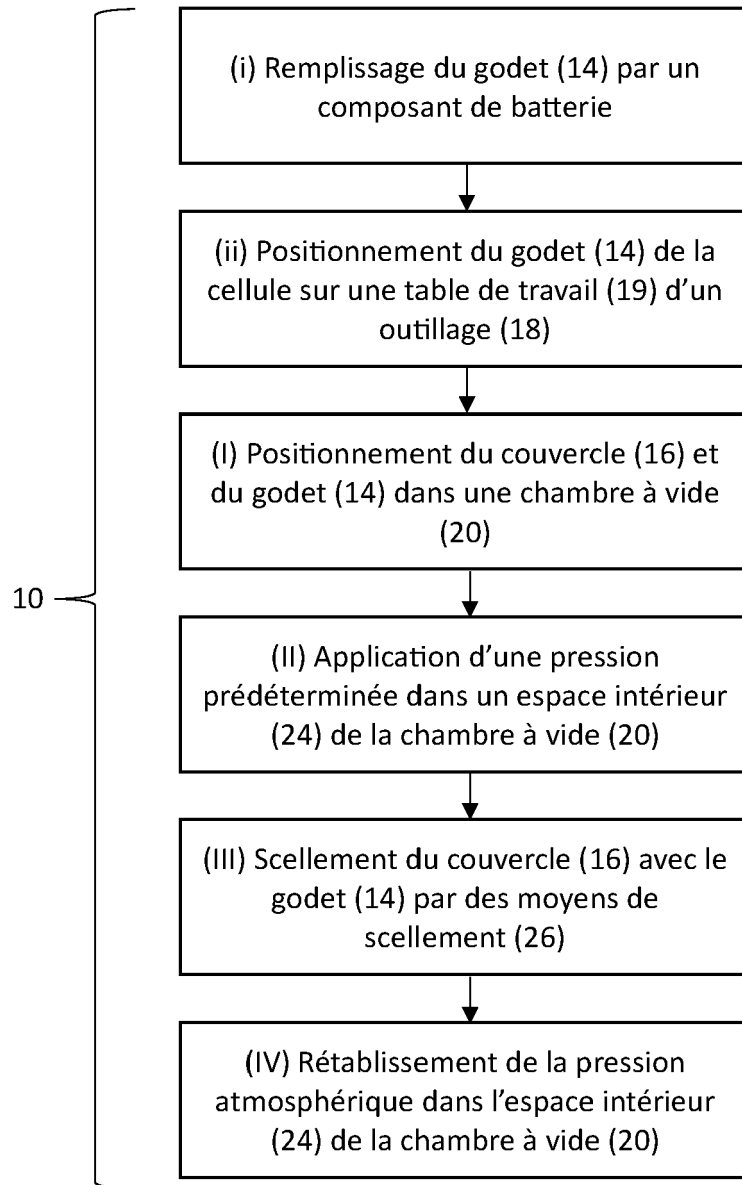 (i) Remplissage du godet (14) par un
composant de batterie
(ii) Positionnement du godet (14) de la
cellule sur une table de travail (19) d’un
outillage (18)
(I) Positionnement du couvercle (16) et
du godet (14) dans une chambre à vide
(20)
10
(II) Application d’une pression
prédéterminée dans un espace intérieur
(24) de la chambre à vide (20)
(III) Scellement du couvercle (16) avec le
godet (14) par des moyens de
scellement (26)
(IV) Rétablissement de la pression
atmosphérique dans l’espace intérieur
(24) de la chambre à vide (20)